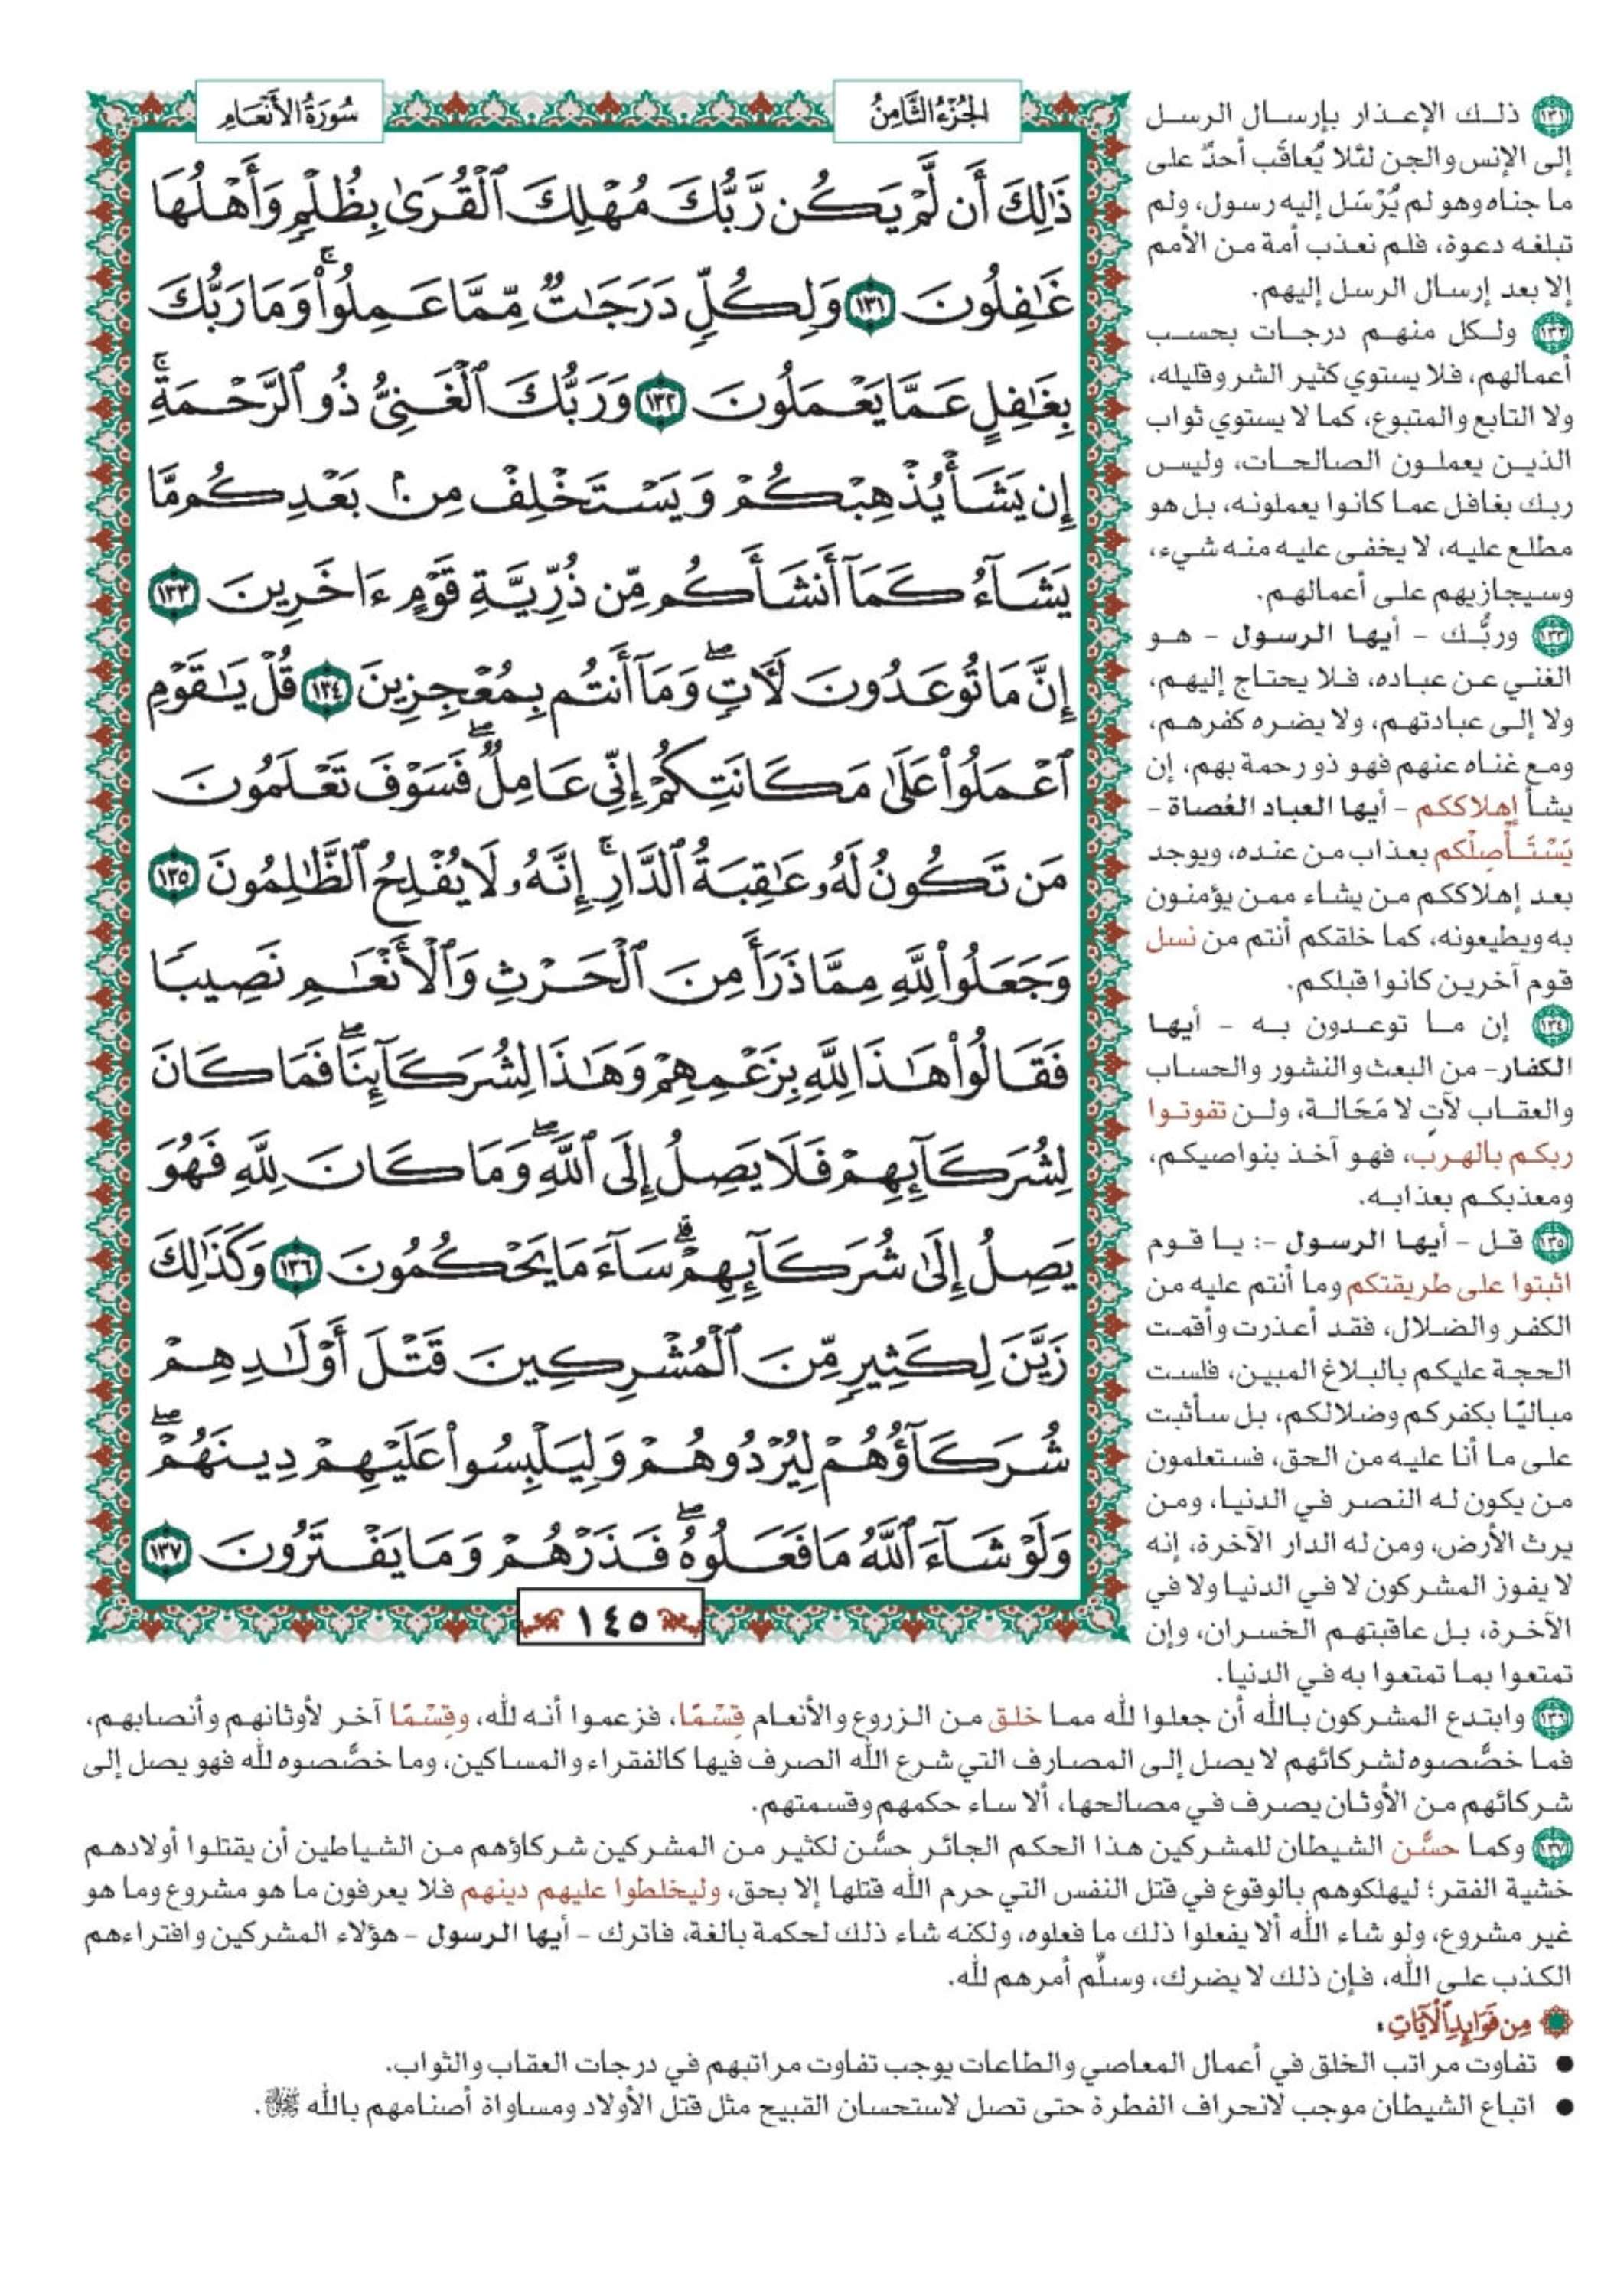 سُورَةُ الأَنْعَامِ
الجُزْءُ الثَّامِنُ
ذَٰلِكَ أَن لَّمْ يَكُن رَّبُّكَ مُهْلِكَ ٱلْقُرَىٰ بِظُلْمٍ وَأَهْلُهَا
غَٰفِلُونَ ١٣١ وَلِكُلٍّ دَرَجَٰتٌ مِّمَّا عَمِلُواْۚ وَمَا رَبُّكَ
بِغَٰفِلٍ عَمَّا يَعْمَلُونَ ١٣٢ وَرَبُّكَ ٱلْغَنِيُّ ذُو ٱلرَّحْمَةِۚ
إِن يَشَأْ يُذْهِبْكُمْ وَيَسْتَخْلِفْ مِنۢ بَعْدِكُم مَّا
يَشَآءُ كَمَآ أَنشَأَكُم مِّن ذُرِّيَّةِ قَوْمٍ ءَاخَرِينَ ١٣٣
إِنَّ مَا تُوعَدُونَ لَأٓتٍۖ وَمَآ أَنتُم بِمُعْجِزِينَ ١٣٤ قُلْ يَٰقَوْمِ
ٱعْمَلُواْ عَلَىٰ مَكَانَتِكُمْ إِنِّي عَامِلٌۖ فَسَوْفَ تَعْلَمُونَ
مَن تَكُونُ لَهُۥ عَٰقِبَةُ ٱلدَّارِۚ إِنَّهُۥ لَا يُفْلِحُ ٱلظَّٰلِمُونَ ١٣٥
وَجَعَلُواْ لِلَّهِ مِمَّا ذَرَأَ مِنَ ٱلْحَرْثِ وَٱلْأَنْعَٰمِ نَصِيبًا
فَقَالُواْ هَٰذَا لِلَّهِ بِزَعْمِهِمْ وَهَٰذَا لِشُرَكَآئِنَاۖ فَمَا كَانَ
لِشُرَكَآئِهِمْ فَلَا يَصِلُ إِلَى ٱللَّهِۖ وَمَا كَانَ لِلَّهِ فَهُوَ
يَصِلُ إِلَىٰ شُرَكَآئِهِمْۗ سَآءَ مَا يَحْكُمُونَ ١٣٦ وَكَذَٰلِكَ
زَيَّنَ لِكَثِيرٍ مِّنَ ٱلْمُشْرِكِينَ قَتْلَ أَوْلَٰدِهِمْ
شُرَكَآؤُهُمْ لِيُرْدُوهُمْ وَلِيَلْبِسُواْ عَلَيْهِمْ دِينَهُمْۖ
وَلَوْ شَآءَ ٱللَّهُ مَا فَعَلُوهُۖ فَذَرْهُمْ وَمَا يَفْتَرُونَ ١٣٧
١٤٥
١٣١ ذلك الإعذار بإرسال الرسل
إلى الإنس والجن لئلا يُعاقَب أحدٌ على
ما جناه وهو لم يُرْسَل إليه رسول، ولم
تبلغه دعوة، فلم نعذب أمة من الأمم
إلا بعد إرسال الرسل إليهم.
١٣٢ ولكل منهم درجات بحسب
أعمالهم، فلا يستوي كثير الشر وقليله،
ولا التابع والمتبوع، كما لا يستوي ثواب
الذين يعملون الصالحات، وليس
ربك بغافل عما كانوا يعملونه، بل هو
مطلع عليه، لا يخفى عليه منه شيء،
وسيجازيهم على أعمالهم.
١٣٣ وربُّك - أيها الرسول - هو
الغني عن عباده، فلا يحتاج إليهم،
ولا إلى عبادتهم، ولا يضره كفرهم،
ومع غناه عنهم فهو ذو رحمة بهم، إن
يشأ إهلاككم - أيها العباد العُصاة -
يَسْتَأْصِلْكم بعذاب من عنده، ويوجد
بعد إهلاككم من يشاء ممن يؤمنون
به ويطيعونه، كما خلقكم أنتم من نسل
قوم آخرين كانوا قبلكم.
١٣٤ إن ما توعدون به - أيها
الكفار- من البعث والنشور والحساب
والعقاب لآتٍ لا مَحَالة، ولن تفوتوا
ربكم بالهرب، فهو آخذ بنواصيكم،
ومعذبكم بعذابه.
١٣٥ قل - أيها الرسول -: يا قوم
اثبتوا على طريقتكم وما أنتم عليه من
الكفر والضلال، فقد أعذرت وأقمت
الحجة عليكم بالبلاغ المبين، فلست
مباليًا بكفركم وضلالكم، بل سأثبت
على ما أنا عليه من الحق، فستعلمون
من يكون له النصر في الدنيا، ومن
يرث الأرض، ومن له الدار الآخرة، إنه
لا يفوز المشركون لا في الدنيا ولا في
الآخرة، بل عاقبتهم الخسران، وإن
تمتعوا بما تمتعوا به في الدنيا.
١٣٦ وابتدع المشركون بالله أن جعلوا لله مما خلق من الزروع والأنعام قِسْمًا، فزعموا أنه لله، وقِسْمًا آخر لأوثانهم وأنصابهم،
فما خصَّصوه لشركائهم لا يصل إلى المصارف التي شرع الله الصرف فيها كالفقراء والمساكين، وما خصَّصوه لله فهو يصل إلى
شركائهم من الأوثان يصرف في مصالحها، ألا ساء حكمهم وقسمتهم.
١٣٧ وكما حسَّن الشيطان للمشركين هذا الحكم الجائر حسَّن لكثير من المشركين شركاؤهم من الشياطين أن يقتلوا أولادهم
خشية الفقر؛ ليهلكوهم بالوقوع في قتل النفس التي حرم الله قتلها إلا بحق، وليخلطوا عليهم دينهم فلا يعرفون ما هو مشروع وما هو
غير مشروع، ولو شاء الله ألا يفعلوا ذلك ما فعلوه، ولكنه شاء ذلك لحكمة بالغة، فاترك - أيها الرسول - هؤلاء المشركين وافتراءهم
الكذب على الله، فإن ذلك لا يضرك، وسلِّم أمرهم لله.
مِن فَوَائِدِ ٱلْآيَاتِ:
• تفاوت مراتب الخلق في أعمال المعاصي والطاعات يوجب تفاوت مراتبهم في درجات العقاب والثواب.
• اتباع الشيطان موجب لانحراف الفطرة حتى تصل لاستحسان القبيح مثل قتل الأولاد ومساواة أصنامهم بالله.